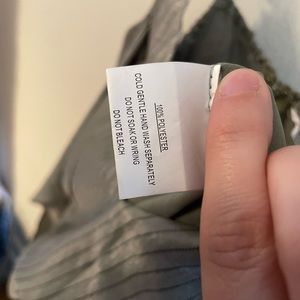 100% POLYESTER
COLD GENTLE HAND WASH SEPARATELY
DO NOT SOAK OR WRING
DO NOT BLEACH